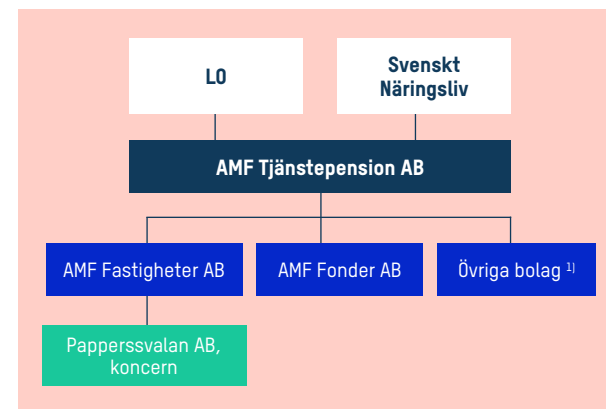 LO
Svenskt
Näringsliv
AMF Tjänstepension AB
AMF Fastigheter AB
AMF Fonder AB
Övriga bolag 1)
Papperssvalan AB,
koncern